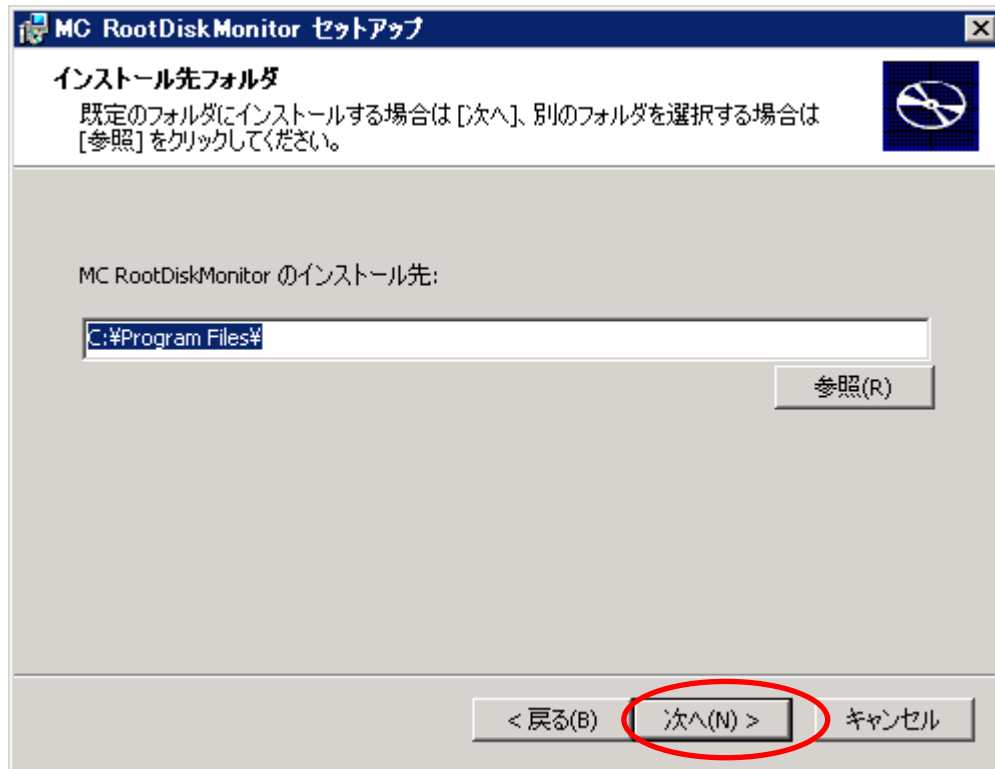 MC RootDiskMonitor セットアップ
インストール先フォルダ
既定のフォルダにインストールする場合は [次へ]、別のフォルダを選択する場合は
[参照] をクリックしてください。
MC RootDiskMonitor のインストール先:
C:¥Program Files¥
参照(R)
< 戻る(B) 次へ(N) > キャンセル